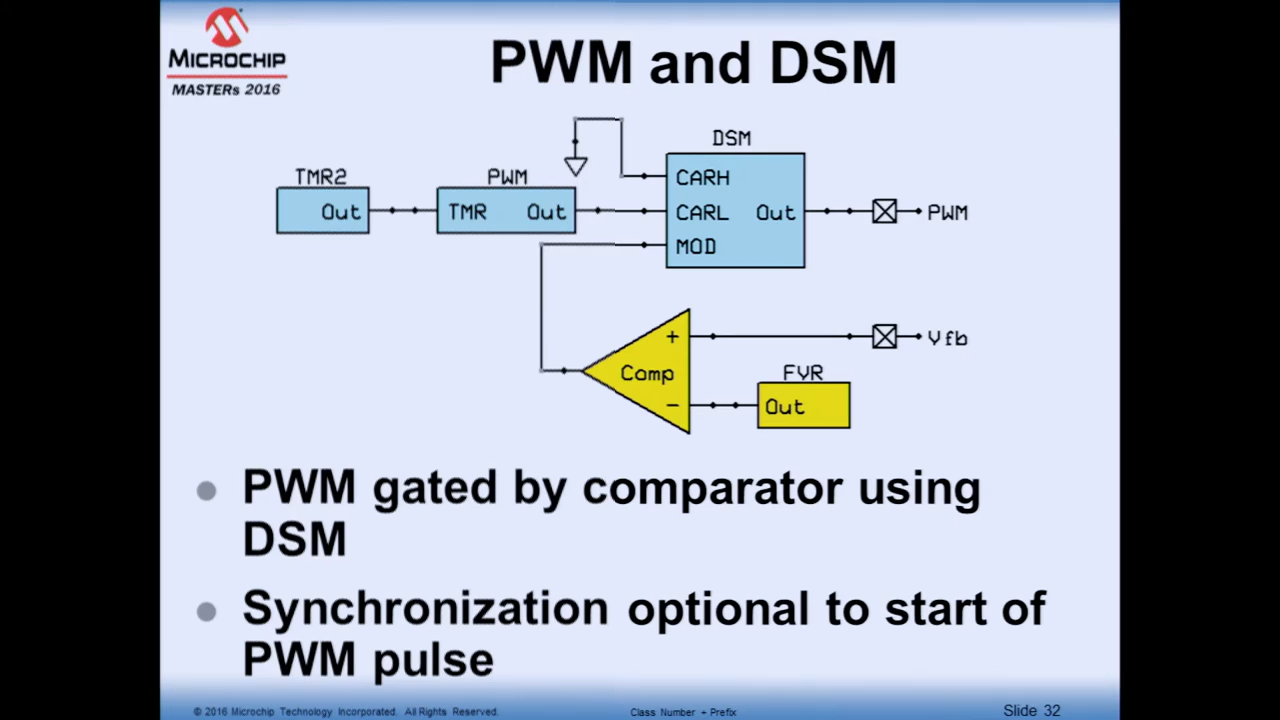 MICROCHIP
MASTERs 2016
PWM and DSM
DSM
TMR2
PWM
CARH
Out
TMR Out
CARL Out
PWM
MOD
+
Vfb
Comp
FVR
−
Out
PWM gated by comparator using
DSM
Synchronization optional to start of
PWM pulse
© 2016 Microchip Technology Incorporated. All Rights Reserved.
Class Number + Prefix
Slide 32